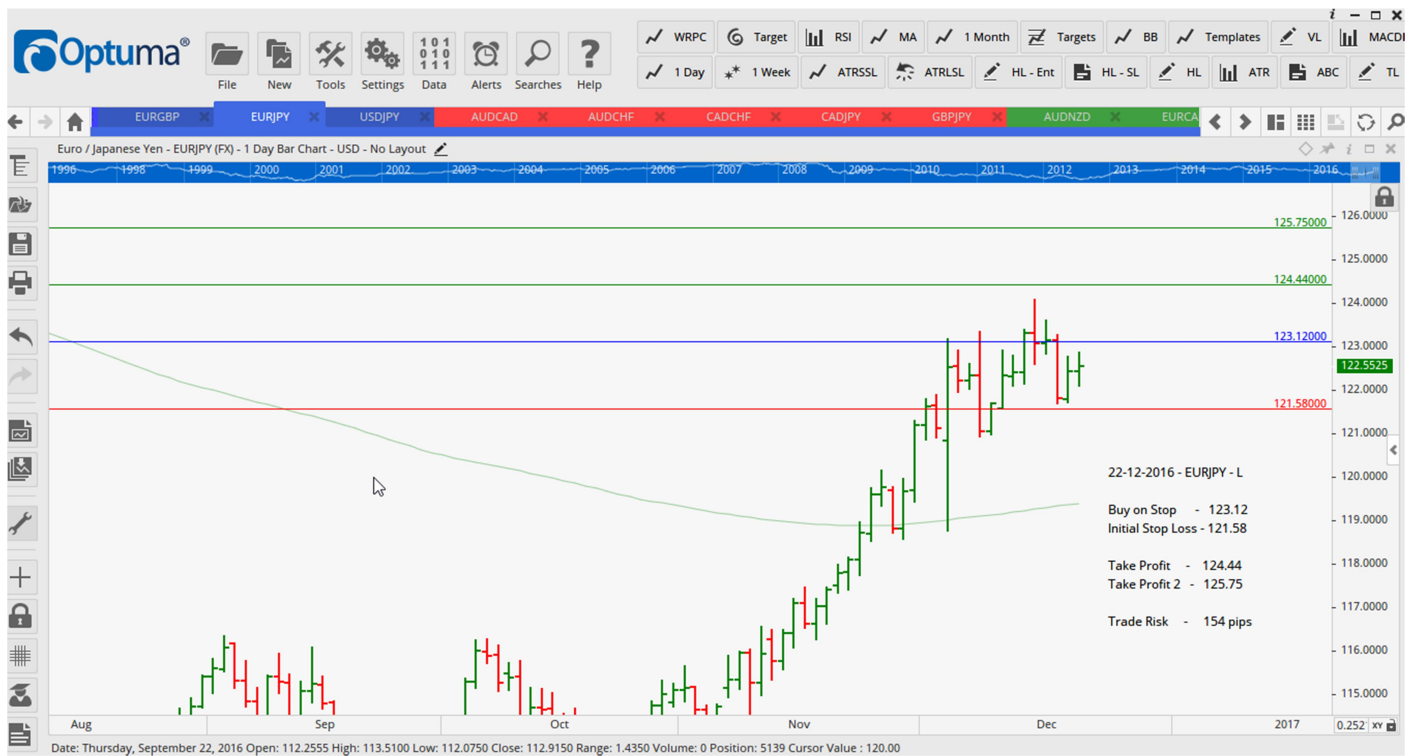 Optuma®
File
New
Tools
Settings
Data
Alerts
Searches
Help
WRPC
Target
RSI
MA
1 Month
Targets
BB
Templates
VL
MACD
1 Day
1 Week
ATRSSL
ATRLSL
HL - Ent
HL - SL
HL
ATR
ABC
TL
EURGBP
EURJPY
USDJPY
AUDCAD
AUDCHF
CADCHF
CADJPY
GBPJPY
AUDNZD
EURCA
Euro / Japanese Yen - EURJPY (FX) - 1 Day Bar Chart - USD - No Layout
1996 1998 1999 2000 2001 2002 2003 2004 2005 2006 2007 2008 2009 2010 2011 2012 2013 2014 2015 2016
125.75000
124.44000
123.12000
121.58000
126.0000
125.0000
124.0000
123.0000
122.5525
122.0000
121.0000
120.0000
119.0000
118.0000
117.0000
116.0000
115.0000
22-12-2016 - EURJPY - L
Buy on Stop - 123.12
Initial Stop Loss - 121.58
Take Profit - 124.44
Take Profit 2 - 125.75
Trade Risk - 154 pips
Aug Sep Oct Nov Dec 2017
0.252 XY
Date: Thursday, September 22, 2016 Open: 112.2555 High: 113.5100 Low: 112.0750 Close: 112.9150 Range: 1.4350 Volume: 0 Position: 5139 Cursor Value : 120.00